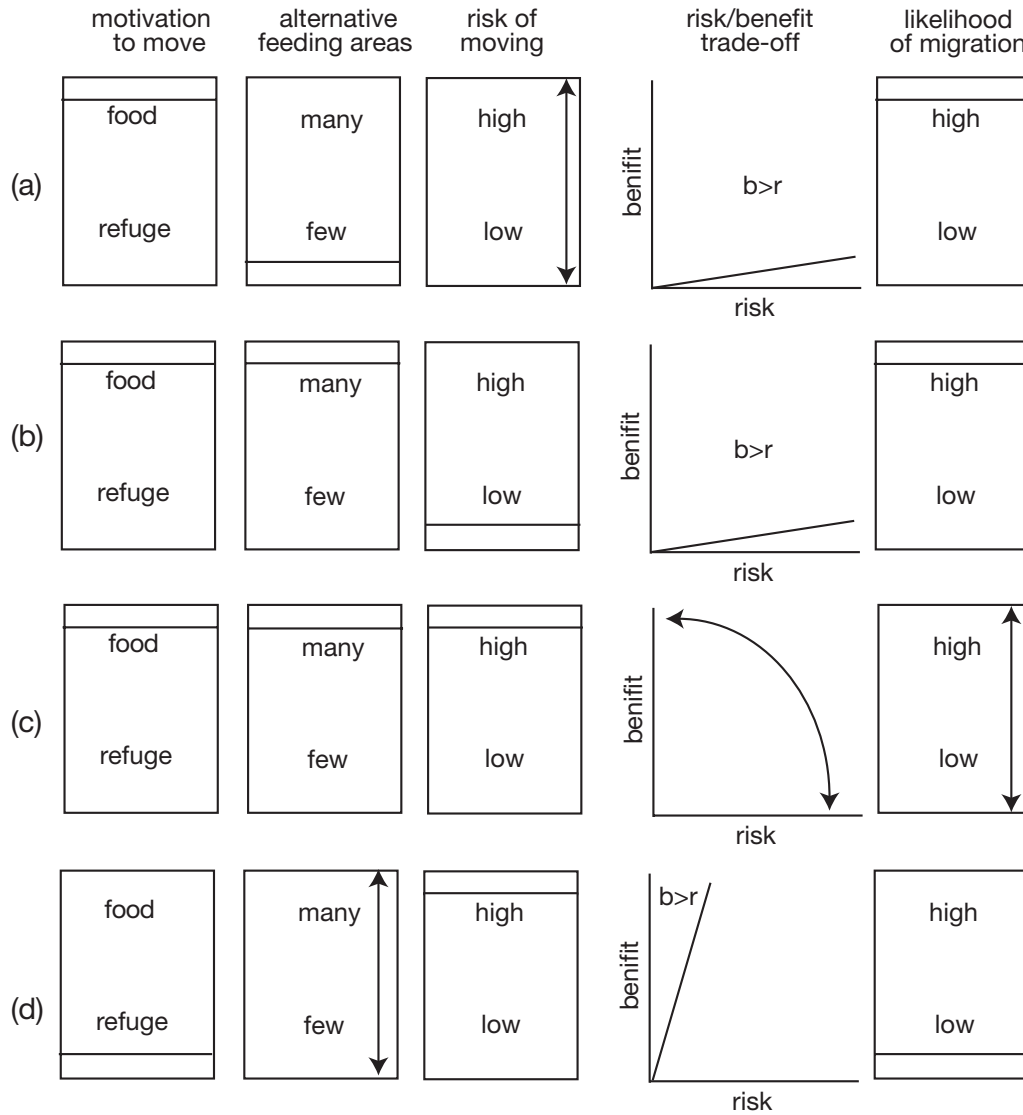 motivation to move
alternative feeding areas
risk of moving
risk/benefit trade-off
likelihood of migration
(a)
food
refuge
many
few
high
low
benifit
b>r
risk
high
low
(b)
food
refuge
many
few
high
low
benifit
b>r
risk
high
low
(c)
food
refuge
many
few
high
low
benifit
risk
high
low
(d)
food
refuge
many
few
high
low
benifit
b>r
risk
high
low